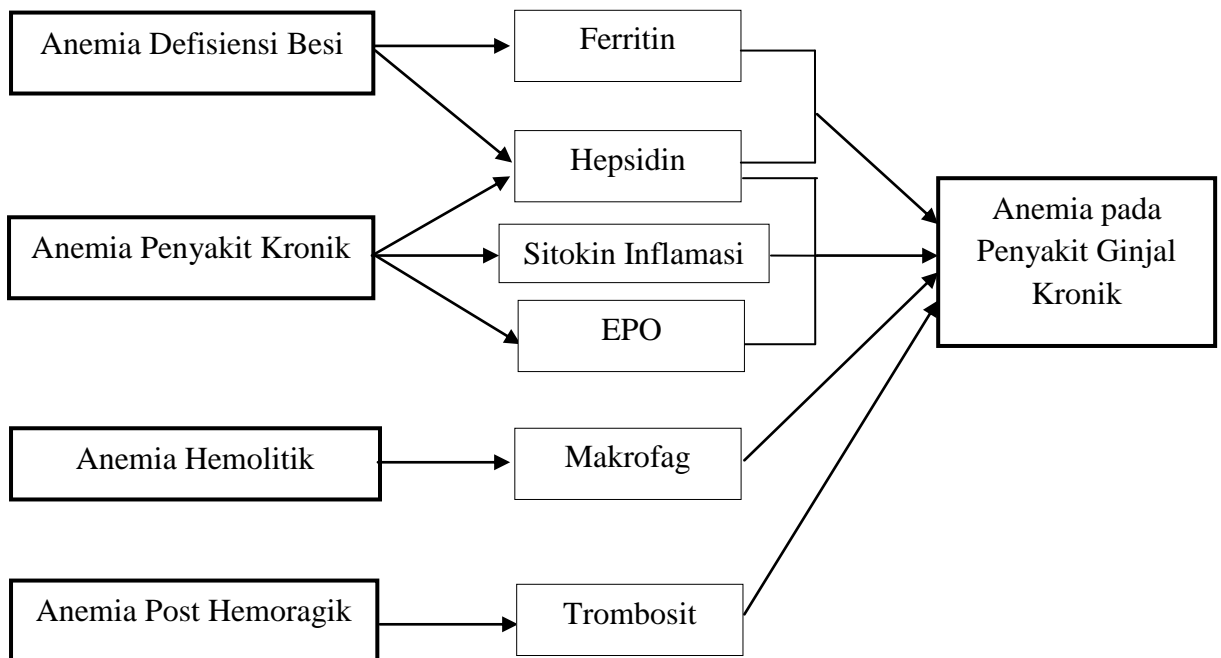 Anemia Defisiensi Besi
Ferritin
Hepsidin
Anemia Penyakit Kronik
Sitokin Inflamasi
EPO
Anemia pada
Penyakit Ginjal
Kronik
Anemia Hemolitik
Makrofag
Anemia Post Hemoragik
Trombosit